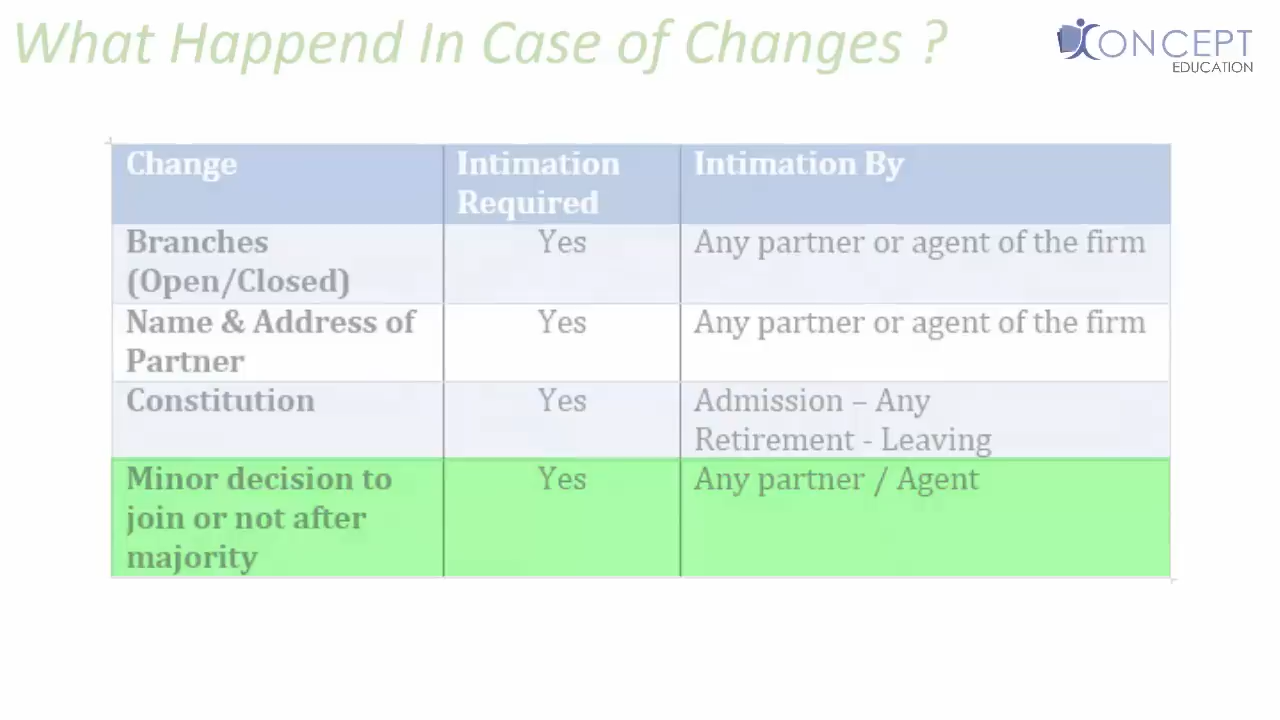 What Happend In Case of Changes ?
CONCEPT
EDUCATION
Change
Intimation
Required
Intimation By
Branches
(Open/Closed)
Yes
Any partner or agent of the firm
Name & Address of
Partner
Yes
Any partner or agent of the firm
Constitution
Yes
Admission – Any
Retirement - Leaving
Minor decision to
join or not after
majority
Yes
Any partner / Agent